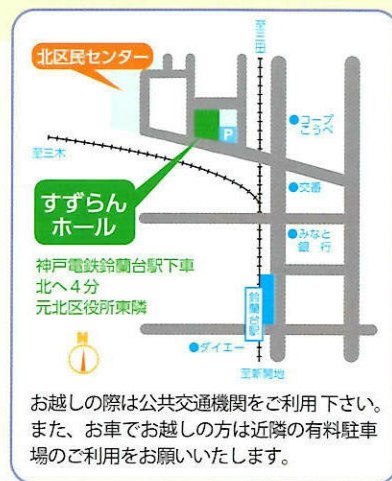 北区民センター
至三田
P
コープ
こうべ
至三木
交番
すずらん
ホール
みなと
銀行
神戸電鉄鈴蘭台駅下車
北へ4分
元北区役所東隣
鈴蘭台駅
N
ダイエー
至新開地
お越しの際は公共交通機関をご利用下さい。
また、お車でお越しの方は近隣の有料駐車
場のご利用をお願いいたします。